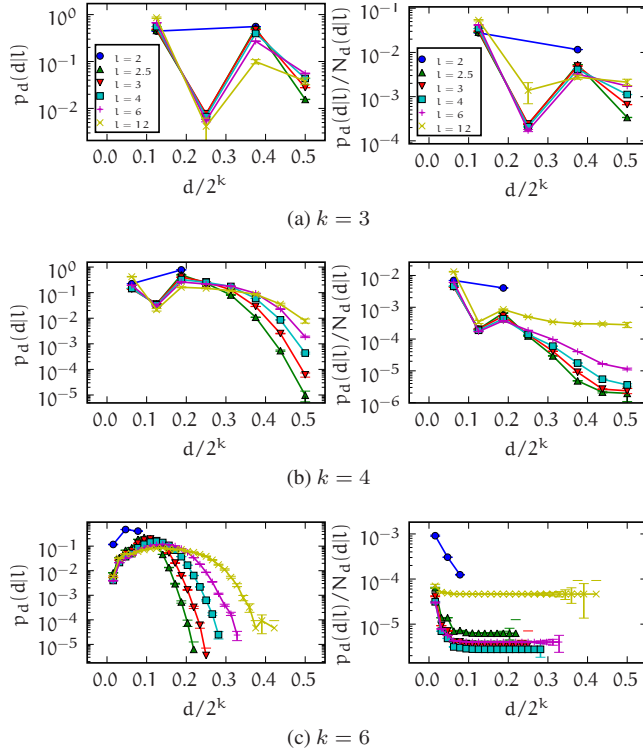 p_d(d|l)
10^0
10^-1
10^-2
l = 2
l = 2.5
l = 3
l = 4
l = 6
l = 12
0.0 0.1 0.2 0.3 0.4 0.5
d/2^k
p_d(d|l)/N_d(d|l)
10^-1
10^-2
10^-3
10^-4
l = 2
l = 2.5
l = 3
l = 4
l = 6
l = 12
0.0 0.1 0.2 0.3 0.4 0.5
d/2^k
(a) k = 3
p_d(d|l)
10^0
10^-1
10^-2
10^-3
10^-4
10^-5
0.0 0.1 0.2 0.3 0.4 0.5
d/2^k
p_d(d|l)/N_d(d|l)
10^-2
10^-3
10^-4
10^-5
10^-6
0.0 0.1 0.2 0.3 0.4 0.5
d/2^k
(b) k = 4
p_d(d|l)
10^-1
10^-2
10^-3
10^-4
10^-5
0.0 0.1 0.2 0.3 0.4 0.5
d/2^k
p_d(d|l)/N_d(d|l)
10^-3
10^-4
10^-5
0.0 0.1 0.2 0.3 0.4 0.5
d/2^k
(c) k = 6